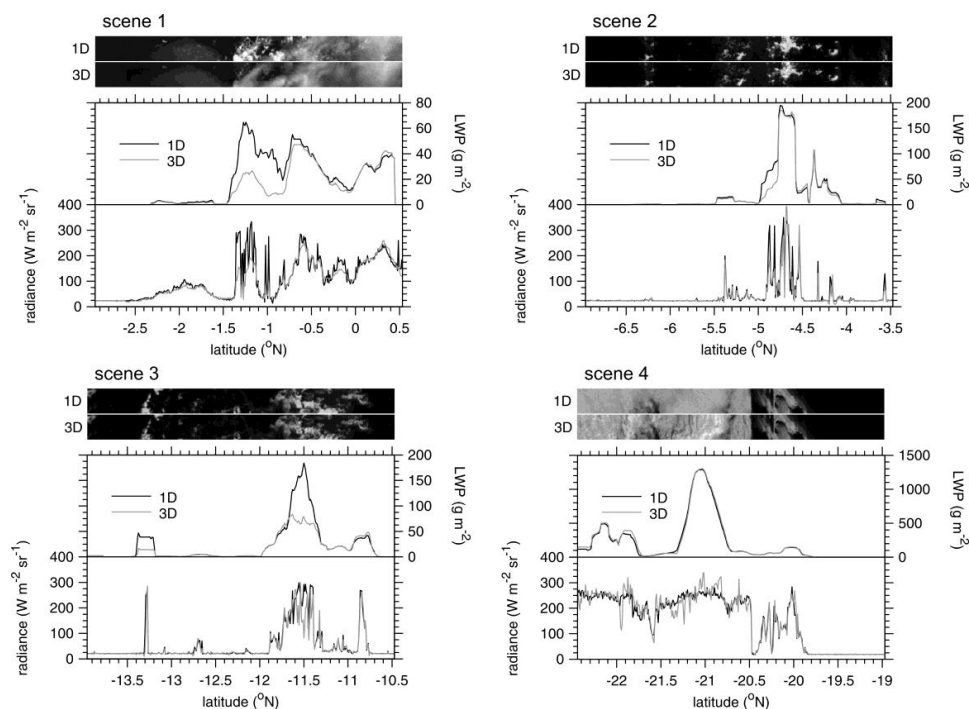 scene 1
1D
3D
80
60
40
20
0
LWP (g m-2)
1D
3D
400
300
200
100
0
radiance (W m-2 sr-1)
-2.5 -2 -1.5 -1 -0.5 0 0.5
latitude (oN)
scene 2
1D
3D
200
150
100
50
0
LWP (g m-2)
1D
3D
400
300
200
100
0
radiance (W m-2 sr-1)
-6.5 -6 -5.5 -5 -4.5 -4 -3.5
latitude (oN)
scene 3
1D
3D
200
150
100
50
0
LWP (g m-2)
1D
3D
400
300
200
100
0
radiance (W m-2 sr-1)
-13.5 -13 -12.5 -12 -11.5 -11 -10.5
latitude (oN)
scene 4
1D
3D
1500
1000
500
0
LWP (g m-2)
1D
3D
400
300
200
100
0
radiance (W m-2 sr-1)
-22 -21.5 -21 -20.5 -20 -19.5 -19
latitude (oN)